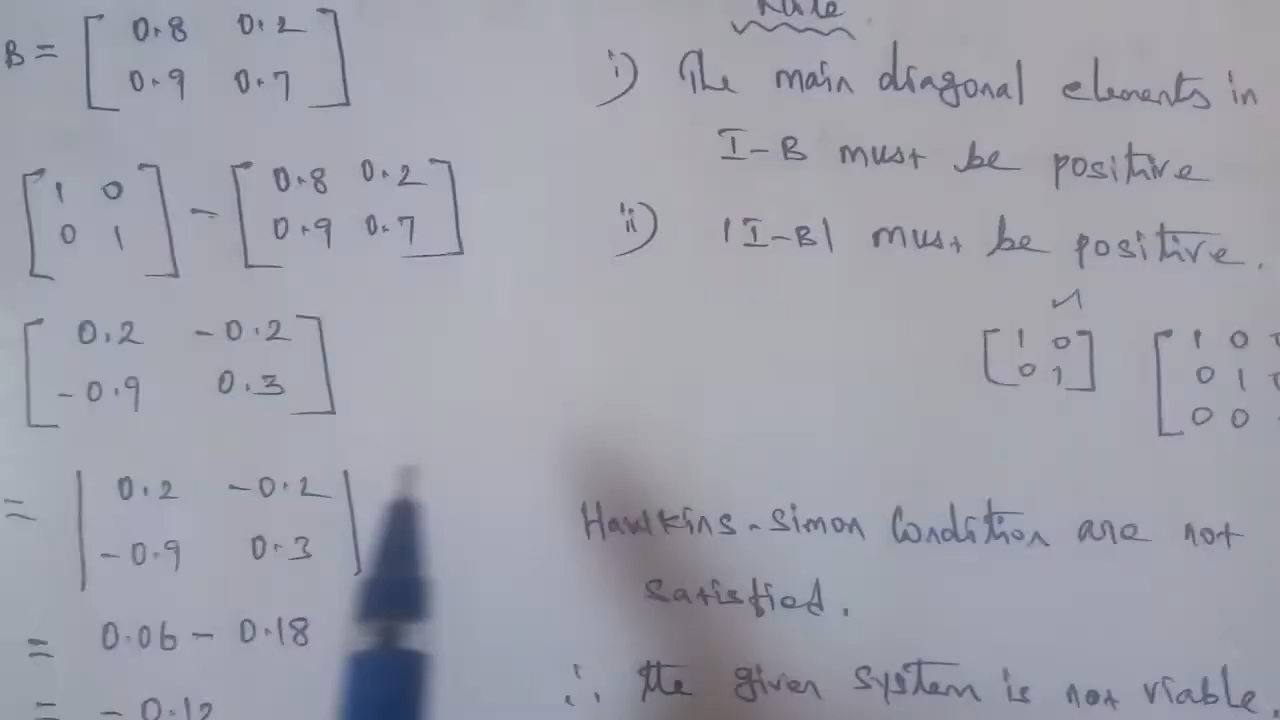 B = [ 0.8 0.2
0.9 0.7 ]
[ 1 0
0 1 ] - [ 0.8 0.2
0.9 0.7 ]
[ 0.2 -0.2
-0.9 0.3 ]
= | 0.2 -0.2
-0.9 0.3 |
= 0.06 - 0.18
= -0.12
Rule
i) The main diagonal elements in
I-B must be positive
ii) |I-B| must be positive.
[ 1 0
0 1 ]
[ 1 0
0 1
0 0
Hawkins-Simon Condition are not
satisfied.
∴ the given system is not viable.